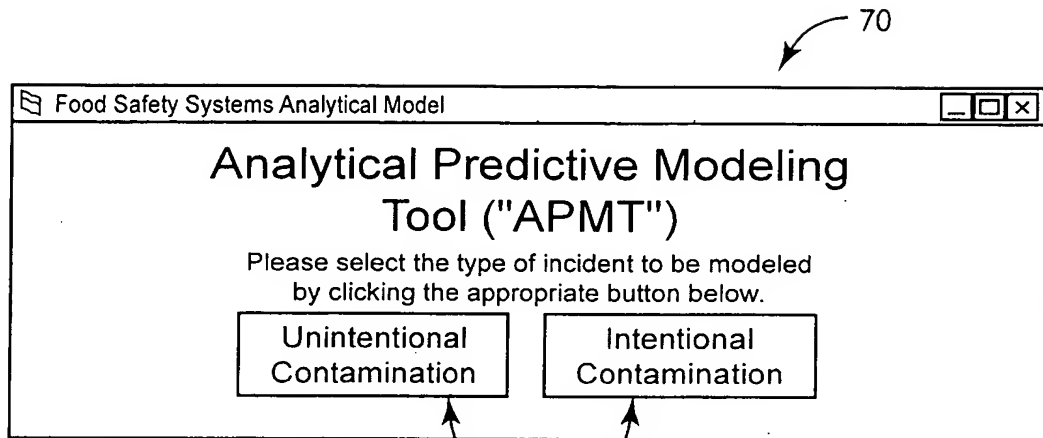 70
Food Safety Systems Analytical Model
Analytical Predictive Modeling
Tool ("APMT")
Please select the type of incident to be modeled
by clicking the appropriate button below.
Unintentional
Contamination
Intentional
Contamination